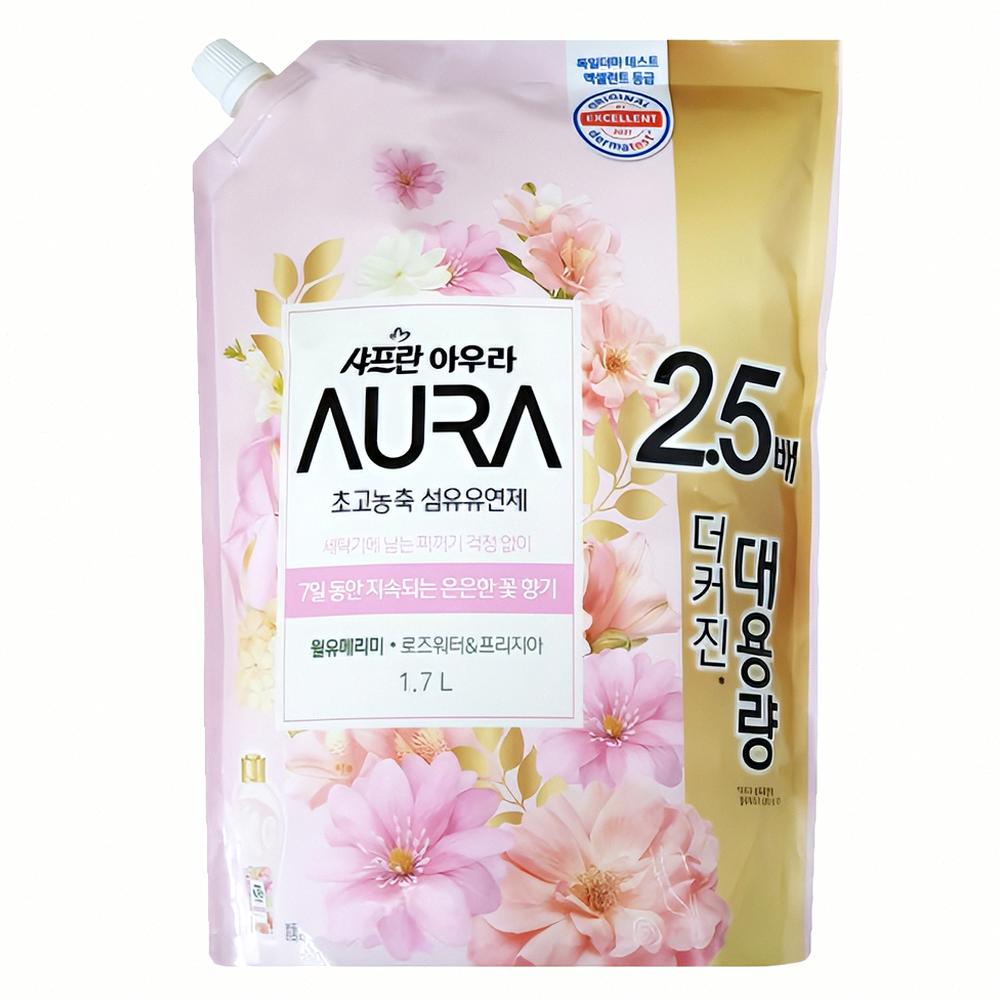 독일더마 테스트
엑셀런트 등급
ORIGINAL
EXCELLENT
2021
dermatest
샤프란 아우라
AURA
초고농축 섬유유연제
세탁기에 남는 찌꺼기 걱정 없이
7일 동안 지속되는 은은한 꽃 향기
윌유메리미 • 로즈워터&프리지아
1.7 L
2.5배
더커진
대용량